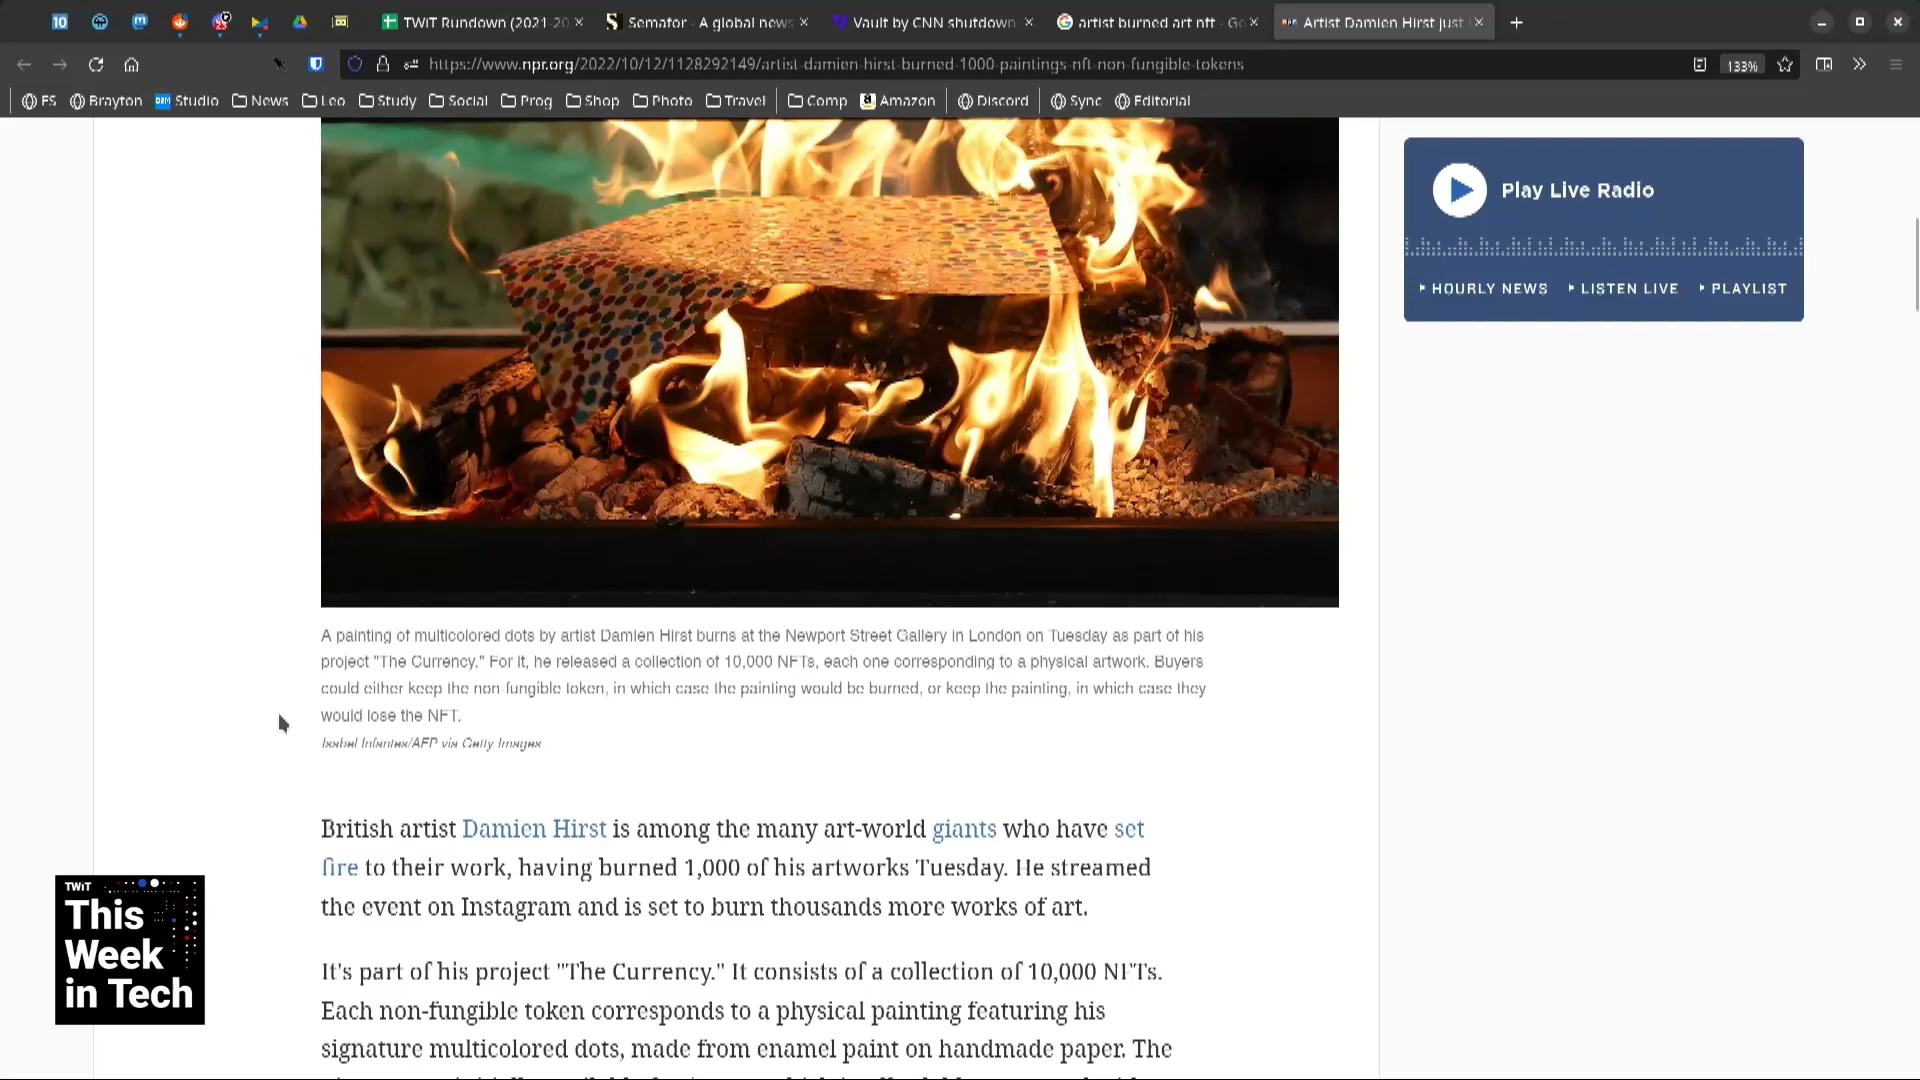 10
TWiT Rundown (2021-20
Semafor - A global news
Vault by CNN shutdown
artist burned art nft - Go
Artist Damien Hirst just
https://www.npr.org/2022/10/12/1128292149/artist-damien-hirst-burned-1000-paintings-nft-non-fungible-tokens
133%
FS
Brayton
Studio
News
Leo
Study
Social
Prog
Shop
Photo
Travel
Comp
Amazon
Discord
Sync
Editorial
Play Live Radio
HOURLY NEWS
LISTEN LIVE
PLAYLIST
A painting of multicolored dots by artist Damien Hirst burns at the Newport Street Gallery in London on Tuesday as part of his
project "The Currency." For it, he released a collection of 10,000 NFTs, each one corresponding to a physical artwork. Buyers
could either keep the non fungible token, in which case the painting would be burned, or keep the painting, in which case they
would lose the NFT.
Isabel Infantes/AFP via Getty Images
British artist Damien Hirst is among the many art-world giants who have set
fire to their work, having burned 1,000 of his artworks Tuesday. He streamed
the event on Instagram and is set to burn thousands more works of art.
It's part of his project "The Currency." It consists of a collection of 10,000 NFTs.
Each non-fungible token corresponds to a physical painting featuring his
signature multicolored dots, made from enamel paint on handmade paper. The
TWiT
This
Week
in Tech